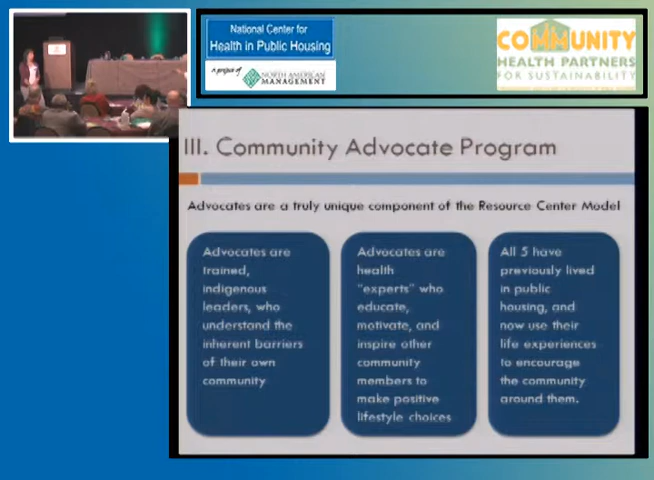 National Center for
Health in Public Housing
a project of
NORTH AMERICAN
MANAGEMENT
COMMUNITY
HEALTH PARTNERS
FOR SUSTAINABILITY
III. Community Advocate Program
Advocates are a truly unique component of the Resource Center Model
Advocates are
trained,
indigenous
leaders, who
understand the
inherent barriers
of their own
community
Advocates are
health
"experts" who
educate,
motivate, and
inspire other
community
members to
make positive
lifestyle choices
All 5 have
previously lived
in public
housing, and
now use their
life experiences
to encourage
the community
around them.